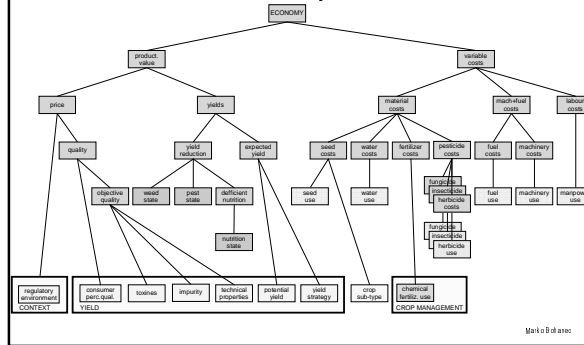 ECONOMY
product.
value
variable
costs
price
yields
material
costs
mach+fuel
costs
labour
costs
quality
yield
reduction
expected
yield
seed
costs
water
costs
fertilizer
costs
pesticide
costs
fuel
costs
machinery
costs
objective
quality
weed
state
pest
state
defficient
nutrition
seed
use
water
use
fungicide
insecticide
herbicide
costs
fuel
use
machinery
use
manpow
use
nutrition
state
fungicide
insecticide
herbicide
use
regulatory
environment
consumer
perc.qual.
toxines
impurity
technical
properties
potential
yield
yield
strategy
crop
sub-type
chemical
fertiliz. use
CONTEXT
YIELD
CROP MANAGEMENT
Marko Bohanec